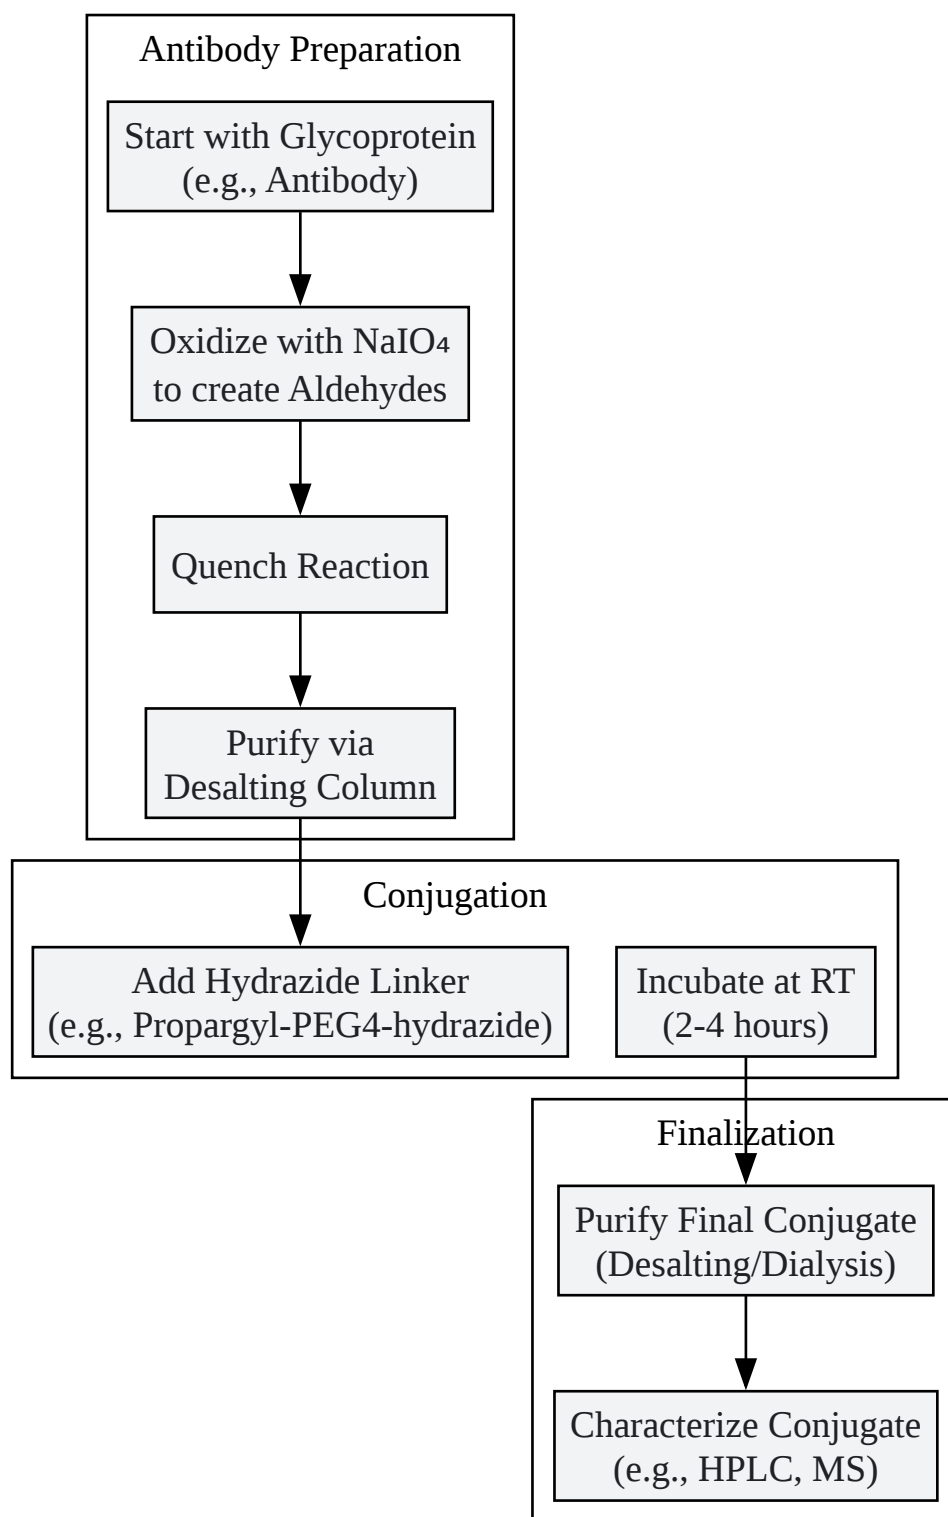 Antibody Preparation
Start with Glycoprotein
(e.g., Antibody)
Oxidize with NaIO₄
to create Aldehydes
Quench Reaction
Purify via
Desalting Column
Conjugation
Add Hydrazide Linker
(e.g., Propargyl-PEG4-hydrazide)
Incubate at RT
(2-4 hours)
Finalization
Purify Final Conjugate
(Desalting/Dialysis)
Characterize Conjugate
(e.g., HPLC, MS)